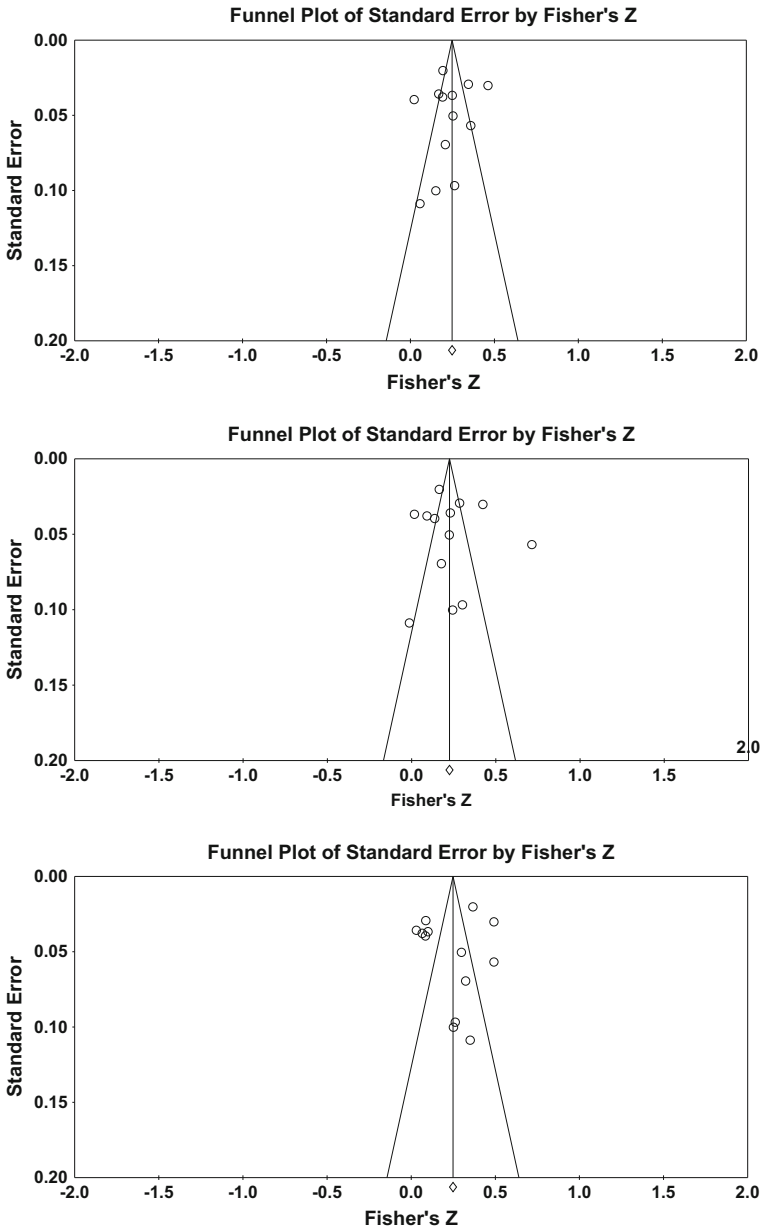 Funnel Plot of Standard Error by Fisher's Z
0.00
0.05
0.10
0.15
0.20
Standard Error
-2.0 -1.5 -1.0 -0.5 0.0 0.5 1.0 1.5 2.0
Fisher's Z
Funnel Plot of Standard Error by Fisher's Z
0.00
0.05
0.10
0.15
0.20
Standard Error
2.0
-2.0 -1.5 -1.0 -0.5 0.0 0.5 1.0 1.5
Fisher's Z
Funnel Plot of Standard Error by Fisher's Z
0.00
0.05
0.10
0.15
0.20
Standard Error
-2.0 -1.5 -1.0 -0.5 0.0 0.5 1.0 1.5 2.0
Fisher's Z